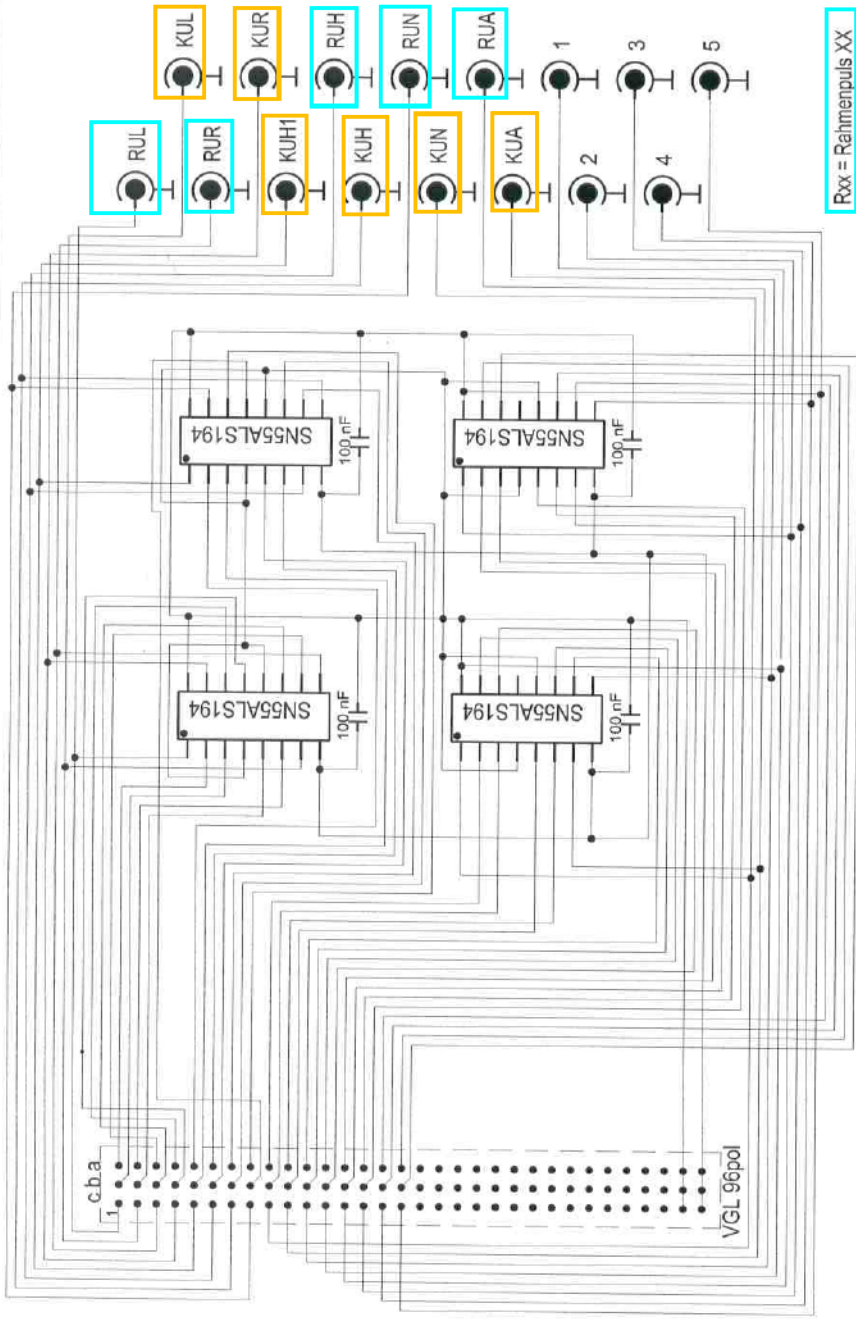 KUL
KUR
RUH
RUN
RUA
1
3
5
RUL
RUR
KUH1
KUH
KUN
KUA
2
4
SN55ALS194
100 nF
SN55ALS194
100 nF
SN55ALS194
100 nF
SN55ALS194
100 nF
c b a
1
VGL 96pol
Rxx = Rahmenpuls XX